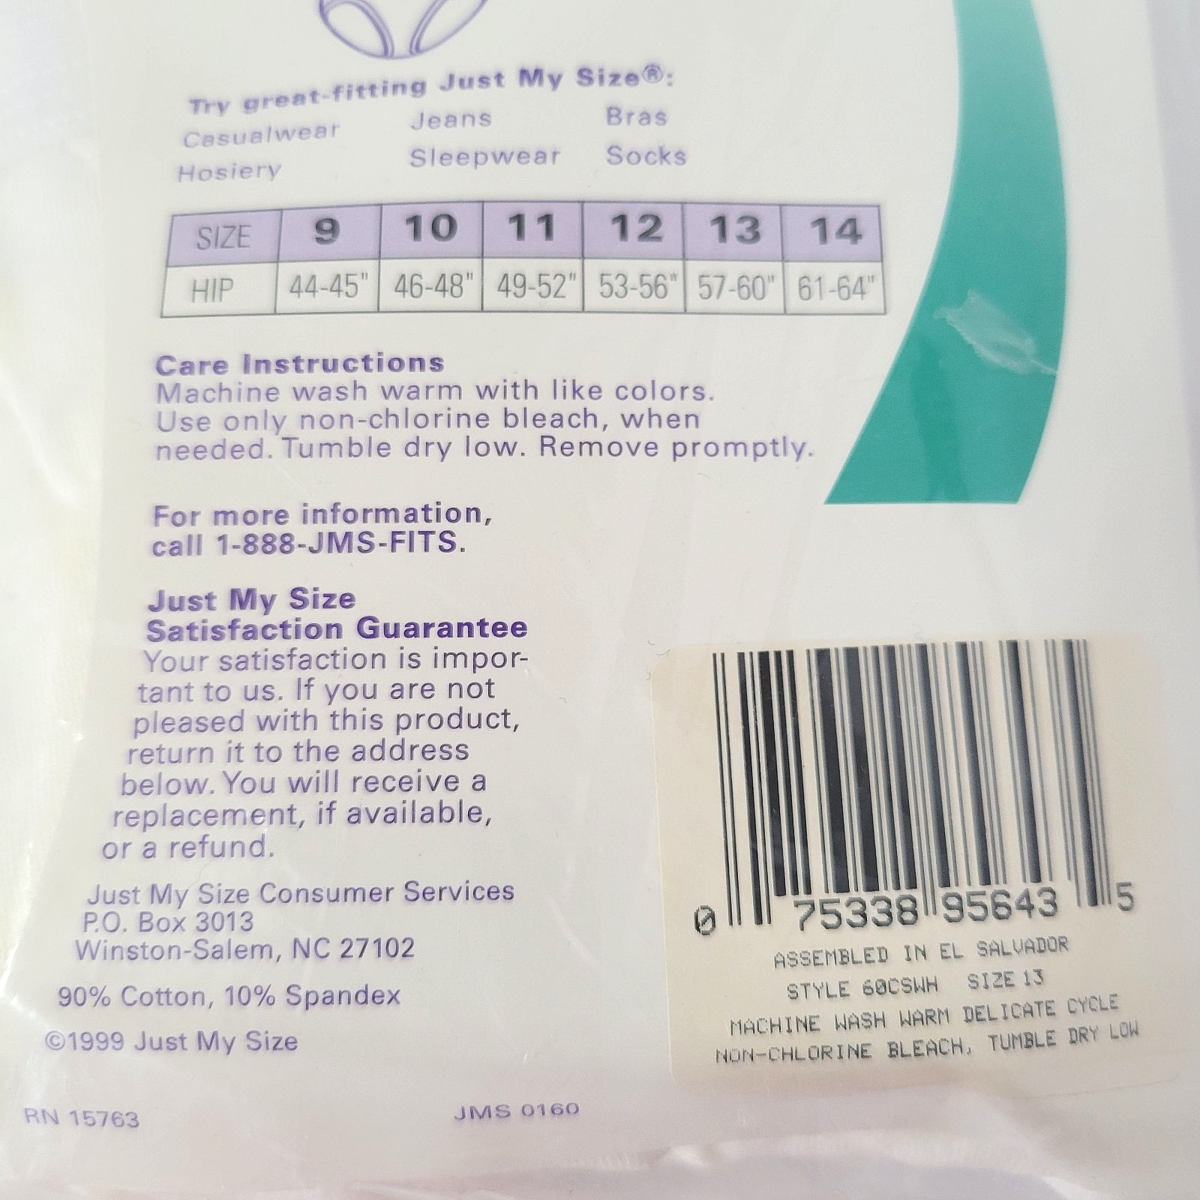 Try great-fitting Just My Size®:
Casualwear Jeans Bras
Hosiery Sleepwear Socks
SIZE 9 10 11 12 13 14
HIP 44-45" 46-48" 49-52" 53-56" 57-60" 61-64"
Care Instructions
Machine wash warm with like colors.
Use only non-chlorine bleach, when
needed. Tumble dry low. Remove promptly.
For more information,
call 1-888-JMS-FITS.
Just My Size
Satisfaction Guarantee
Your satisfaction is impor-
tant to us. If you are not
pleased with this product,
return it to the address
below. You will receive a
replacement, if available,
or a refund.
Just My Size Consumer Services
P.O. Box 3013
Winston-Salem, NC 27102
90% Cotton, 10% Spandex
©1999 Just My Size
RN 15763 JMS 0160
0 75338 95643 5
ASSEMBLED IN EL SALVADOR
STYLE 60CSWH SIZE 13
MACHINE WASH WARM DELICATE CYCLE
NON-CHLORINE BLEACH, TUMBLE DRY LOW